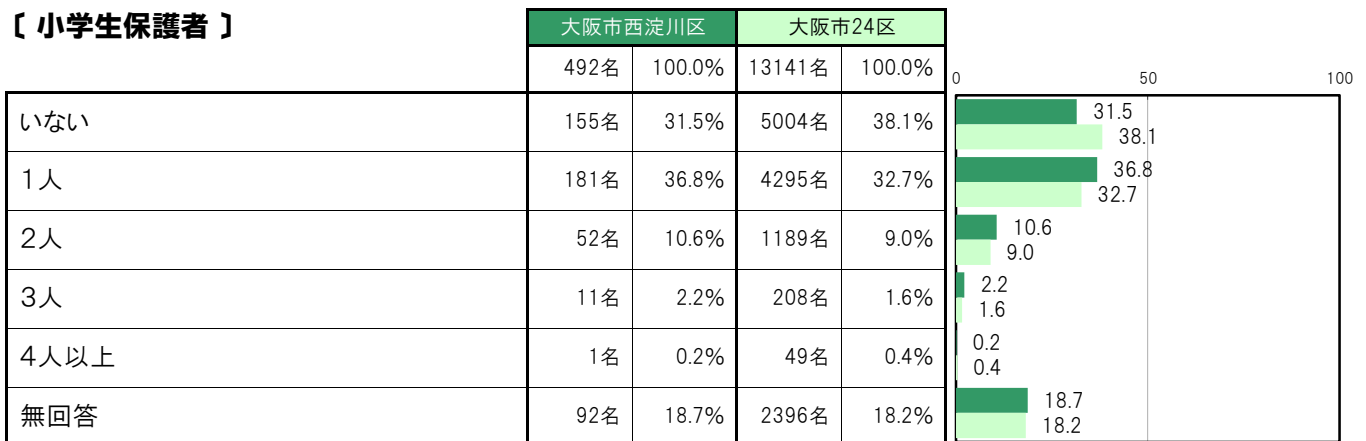 〔 小学生保護者 〕
大阪市西淀川区 大阪市24区
492名 100.0% 13141名 100.0%
0 50 100
いない 155名 31.5% 5004名 38.1%
31.5
38.1
1人 181名 36.8% 4295名 32.7%
36.8
32.7
2人 52名 10.6% 1189名 9.0%
10.6
9.0
3人 11名 2.2% 208名 1.6%
2.2
1.6
4人以上 1名 0.2% 49名 0.4%
0.2
0.4
無回答 92名 18.7% 2396名 18.2%
18.7
18.2